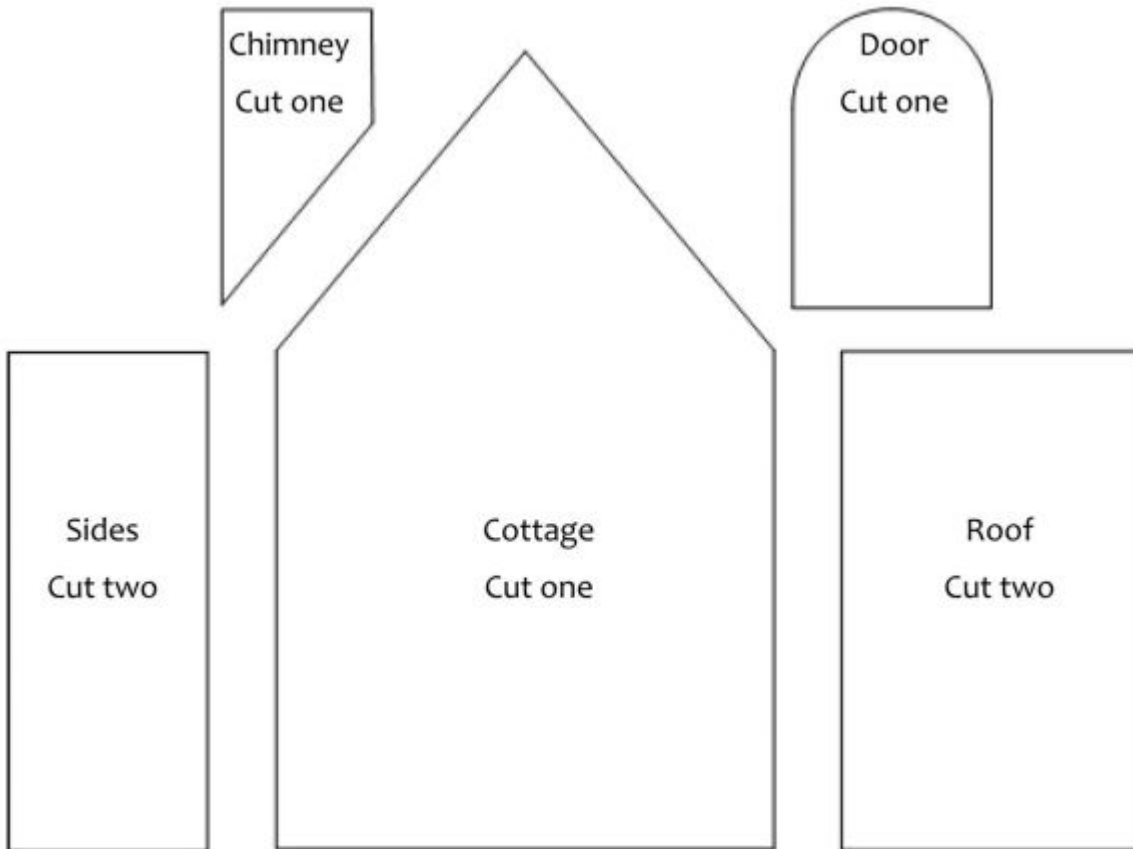 Chimney
Cut one
Door
Cut one
Sides
Cut two
Cottage
Cut one
Roof
Cut two